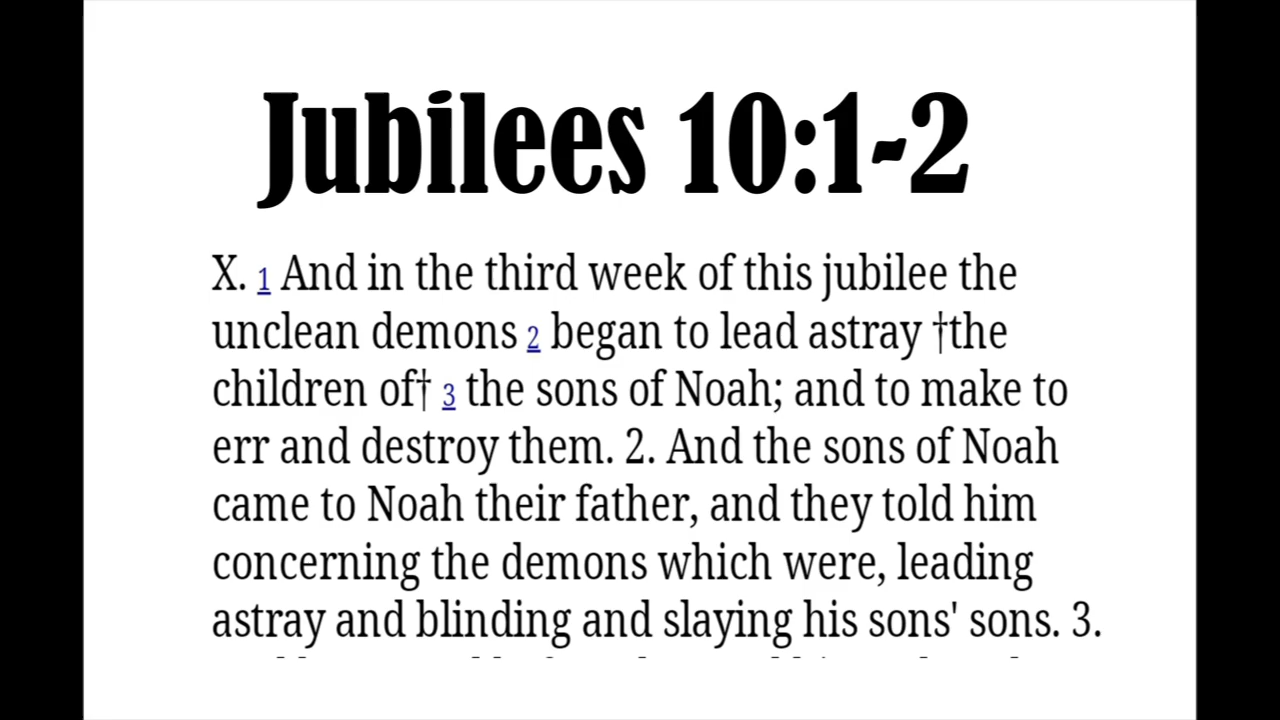 Jubilees 10:1-2
X. 1 And in the third week of this jubilee the
unclean demons 2 began to lead astray †the
children of† 3 the sons of Noah; and to make to
err and destroy them. 2. And the sons of Noah
came to Noah their father, and they told him
concerning the demons which were, leading
astray and blinding and slaying his sons' sons. 3.